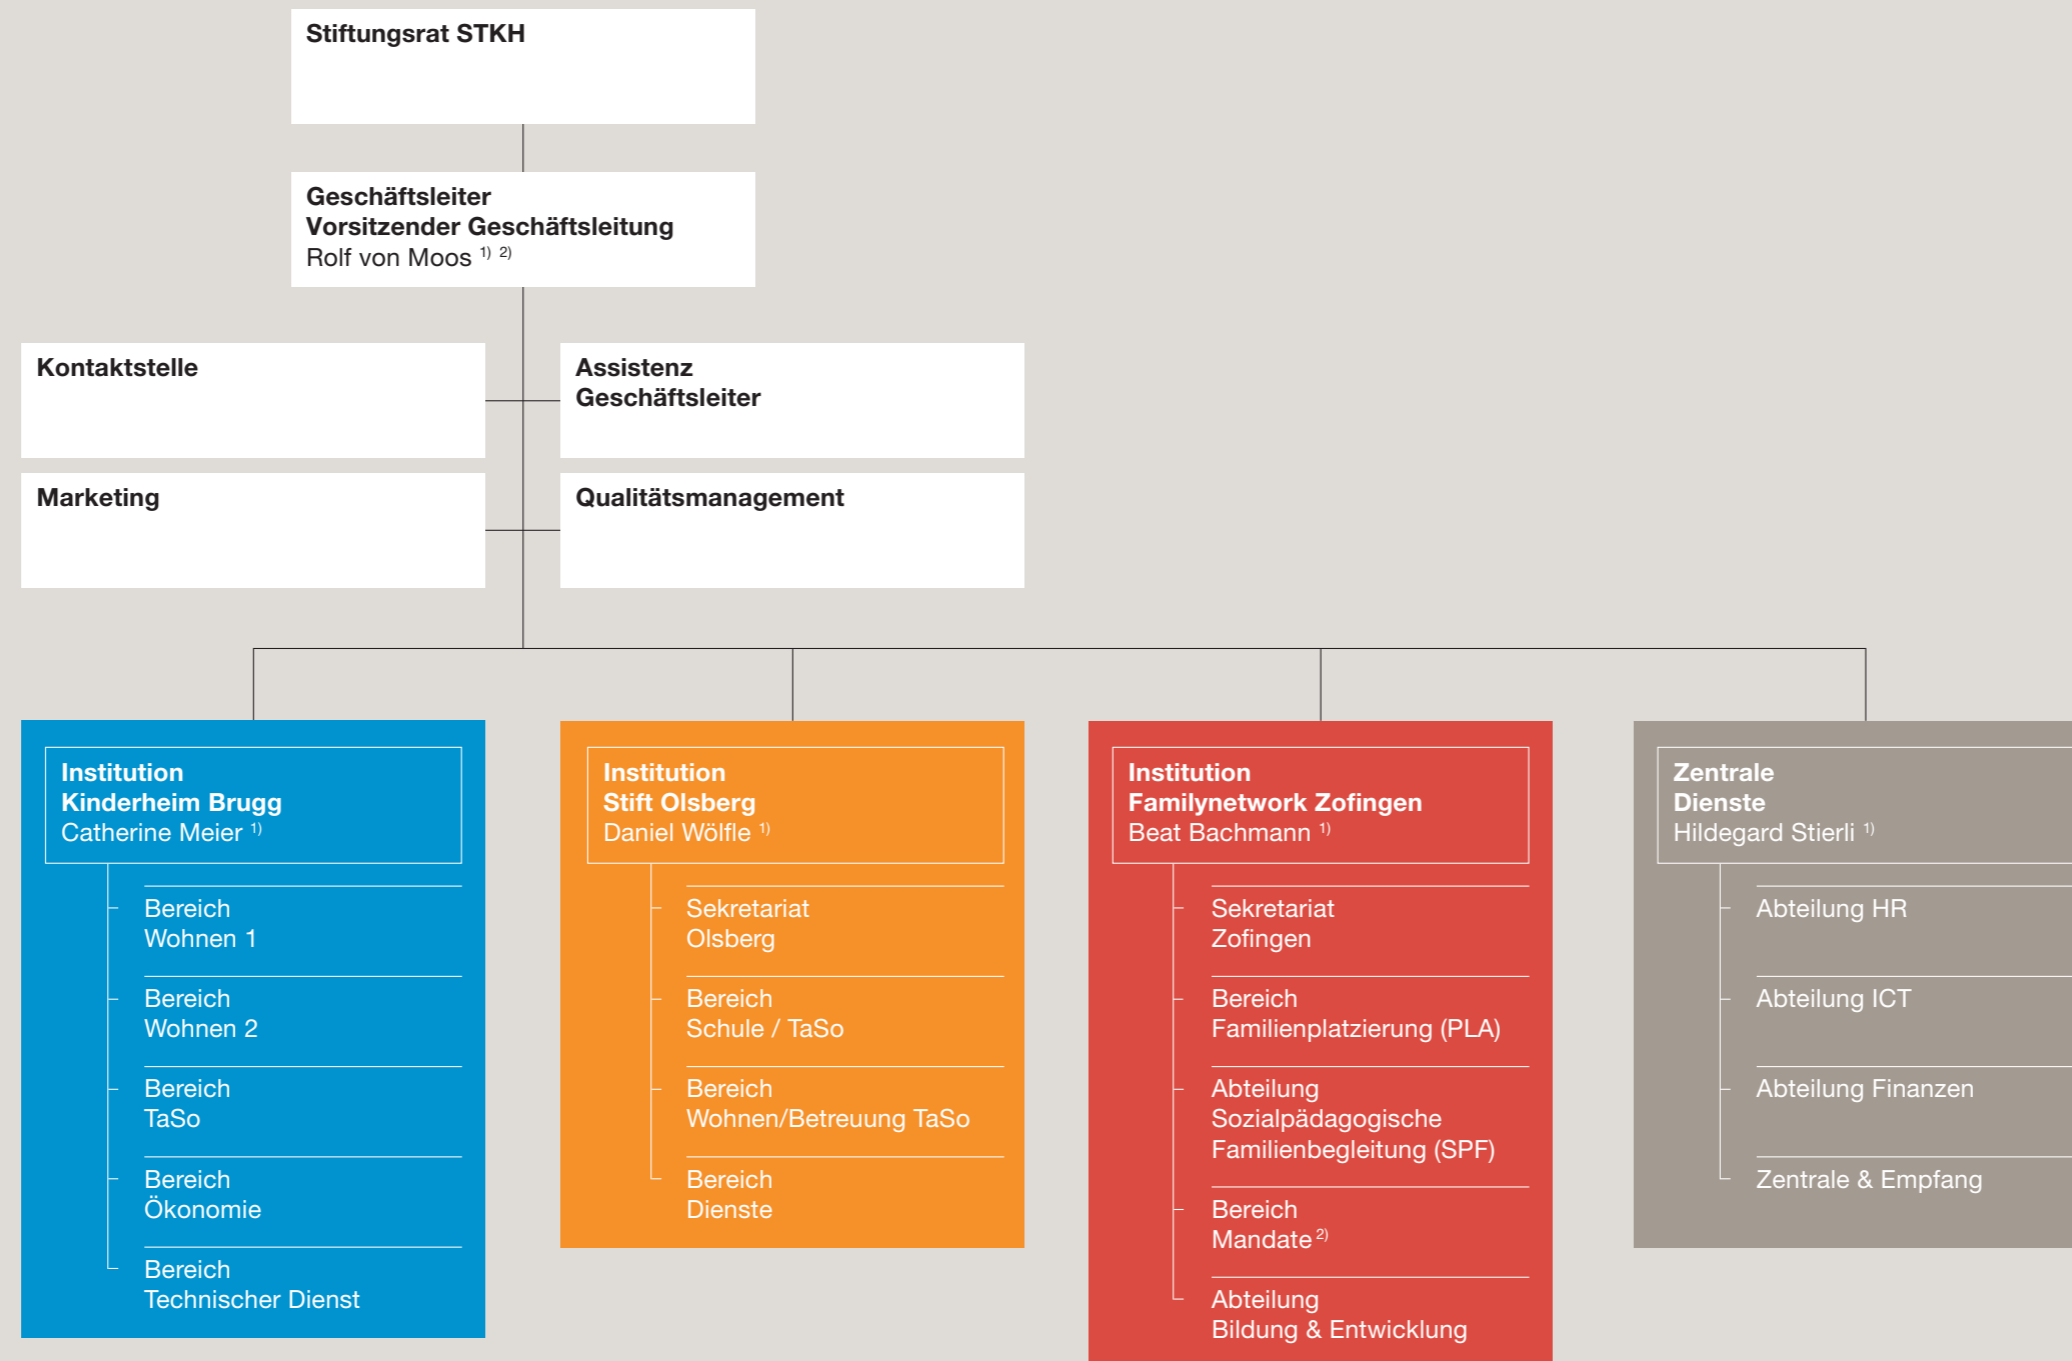 Stiftungsrat STKH
Geschäftsleiter
Vorsitzender Geschäftsleitung
Rolf von Moos 1) 2)
Kontaktstelle
Assistenz
Geschäftsleiter
Marketing
Qualitätsmanagement
Institution
Kinderheim Brugg
Catherine Meier 1)
Bereich
Wohnen 1
Bereich
Wohnen 2
Bereich
TaSo
Bereich
Ökonomie
Bereich
Technischer Dienst
Institution
Stift Olsberg
Daniel Wölfle 1)
Sekretariat
Olsberg
Bereich
Schule / TaSo
Bereich
Wohnen/Betreuung TaSo
Bereich
Dienste
Institution
Familynetwork Zofingen
Beat Bachmann 1)
Sekretariat
Zofingen
Bereich
Familienplatzierung (PLA)
Abteilung
Sozialpädagogische
Familienbegleitung (SPF)
Bereich
Mandate 2)
Abteilung
Bildung & Entwicklung
Zentrale
Dienste
Hildegard Stierli 1)
Abteilung HR
Abteilung ICT
Abteilung Finanzen
Zentrale & Empfang